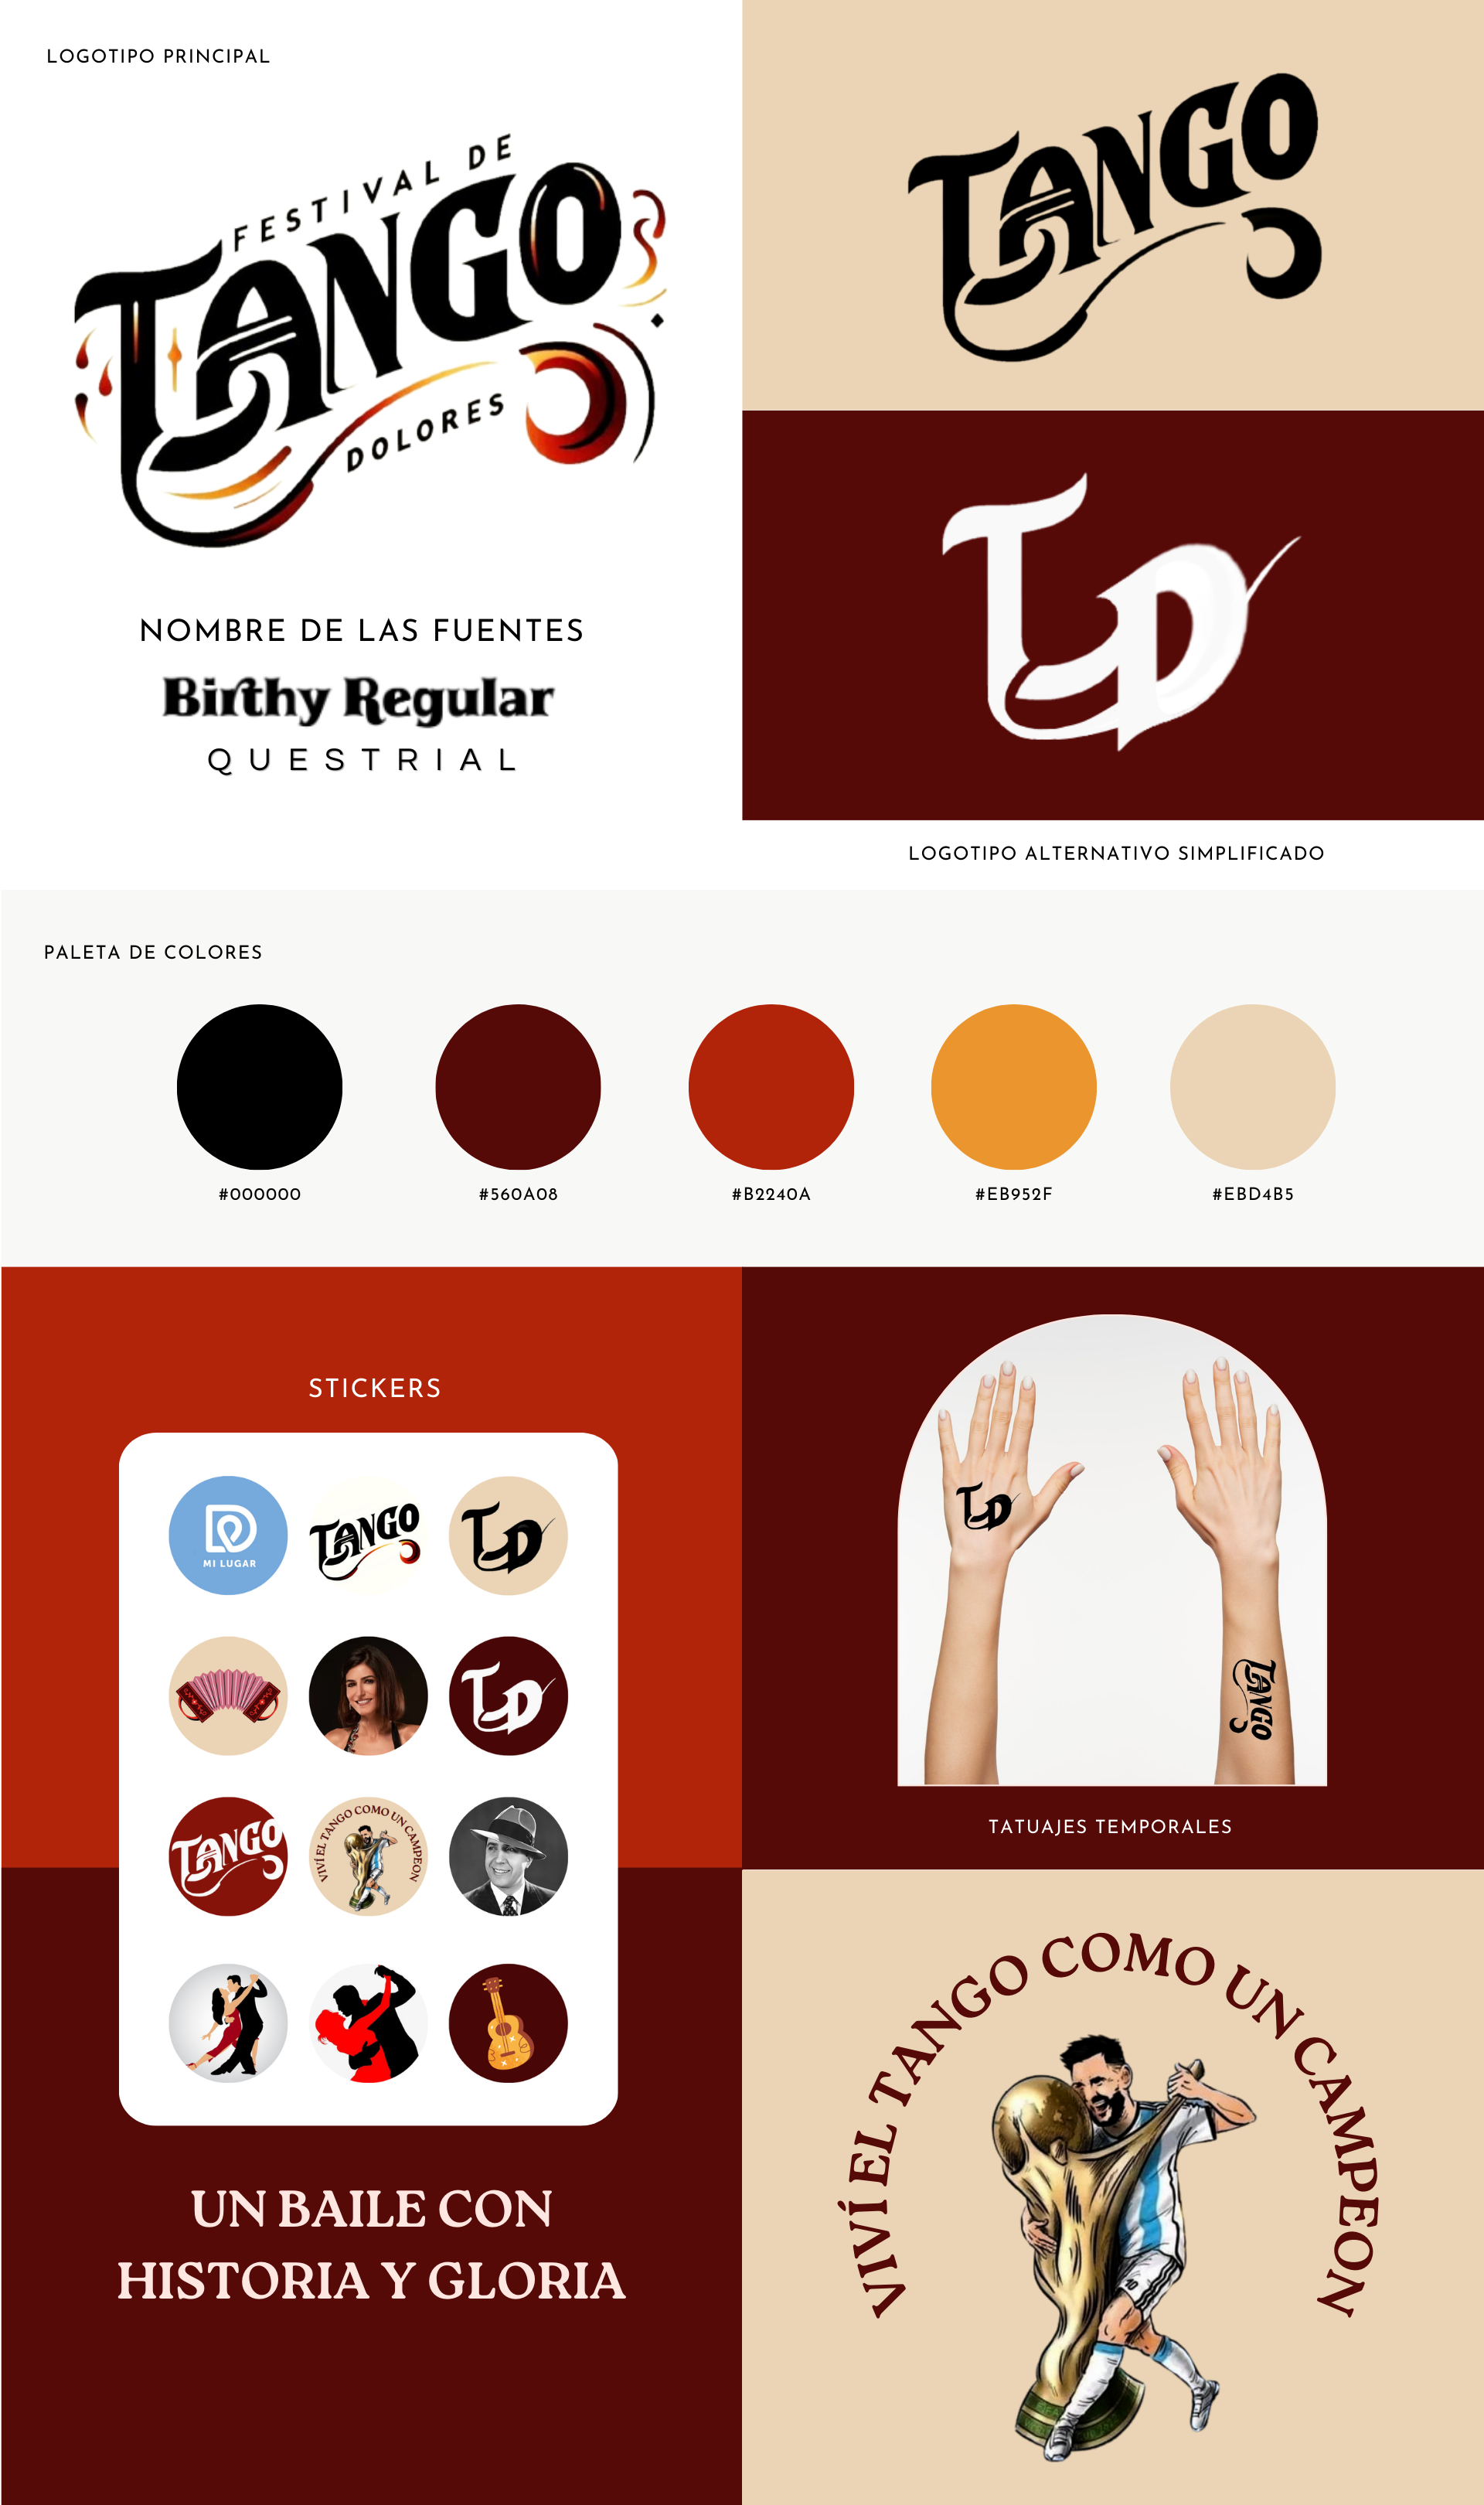 LOGOTIPO PRINCIPAL
FESTIVAL DE
TANGO
DOLORES
NOMBRE DE LAS FUENTES
Birthy Regular
QUESTRIAL
TANGO
TD
LOGOTIPO ALTERNATIVO SIMPLIFICADO
PALETA DE COLORES
#000000
#560A08
#B2240A
#EB952F
#EBD4B5
STICKERS
D
MI LUGAR
TANGO
TD
TD
TANGO
VIVÍ EL TANGO COMO UN CAMPEON
TD
TANGO
TATUAJES TEMPORALES
UN BAILE CON
HISTORIA Y GLORIA
VIVÍ EL TANGO COMO UN CAMPEON
10